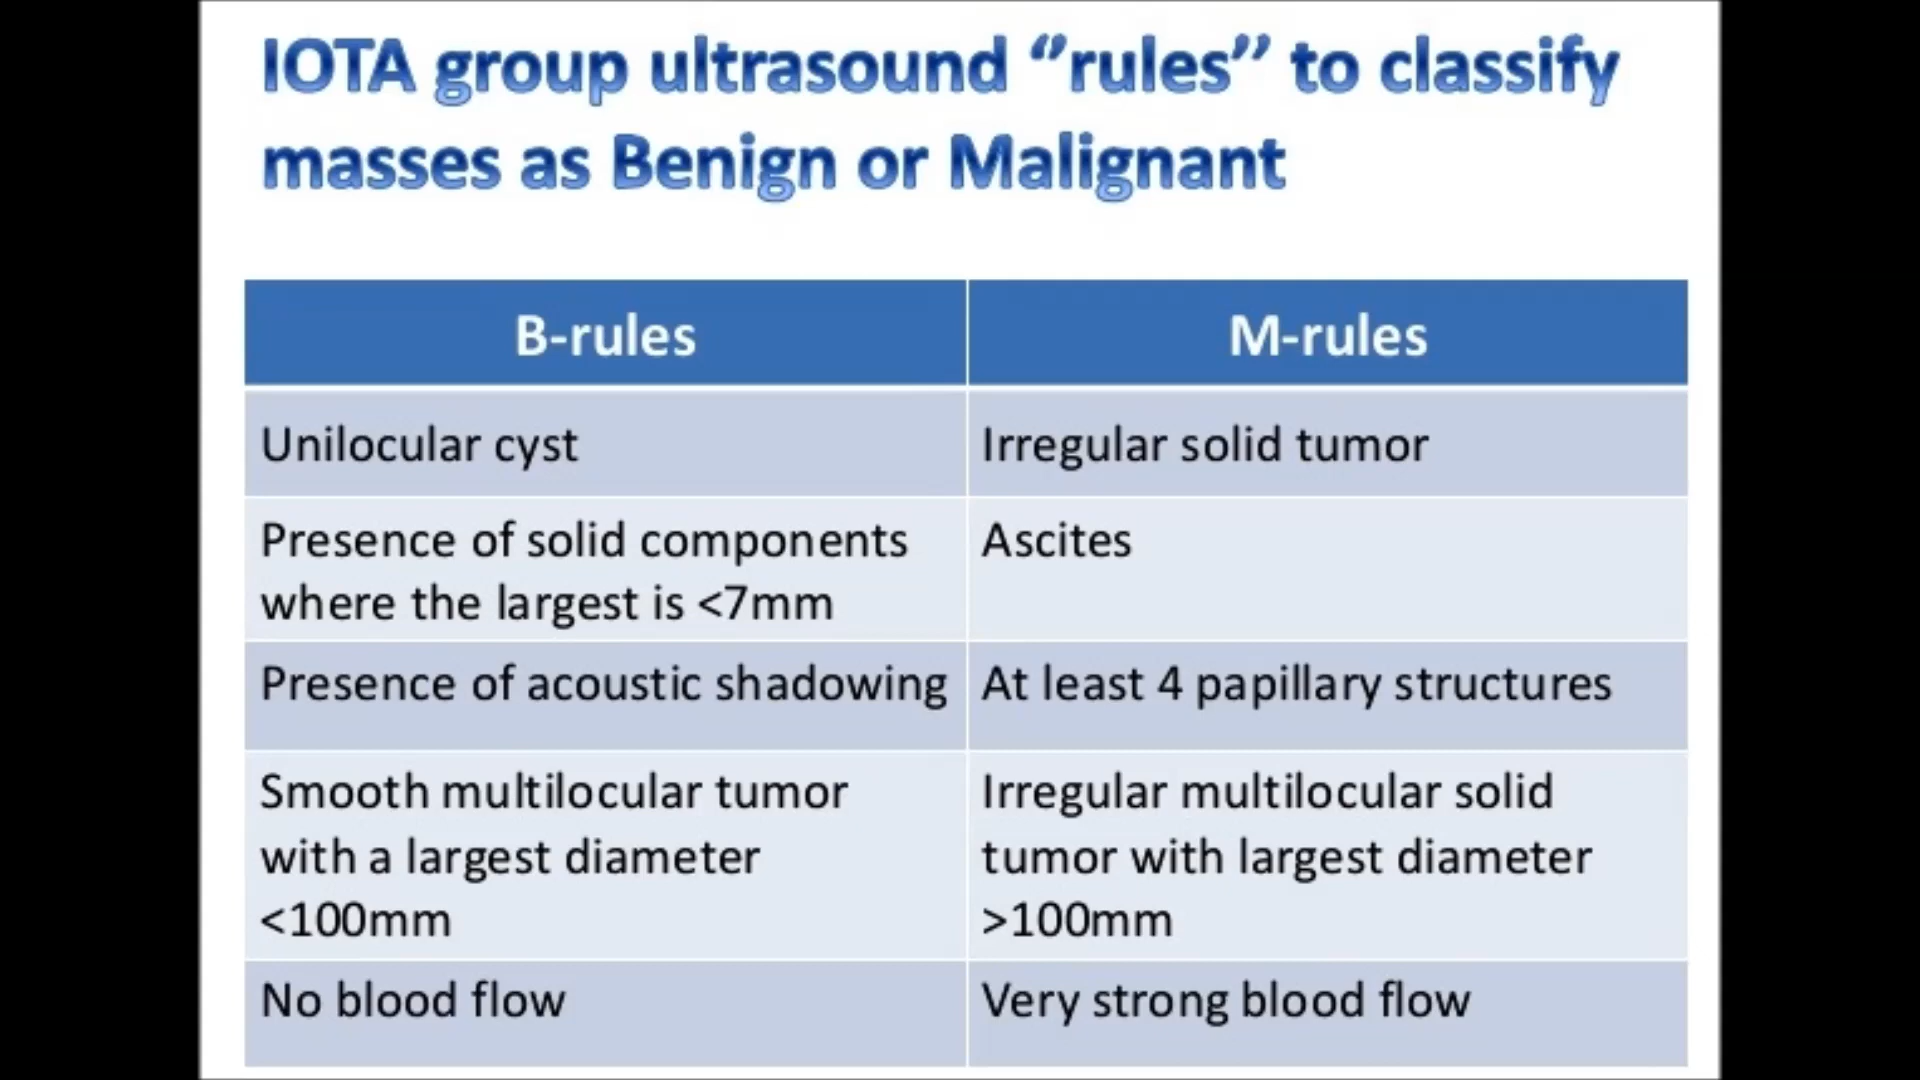 IOTA group ultrasound “rules” to classify
masses as Benign or Malignant
B-rules
M-rules
Unilocular cyst
Irregular solid tumor
Presence of solid components
where the largest is <7mm
Ascites
Presence of acoustic shadowing
At least 4 papillary structures
Smooth multilocular tumor
with a largest diameter
<100mm
Irregular multilocular solid
tumor with largest diameter
>100mm
No blood flow
Very strong blood flow